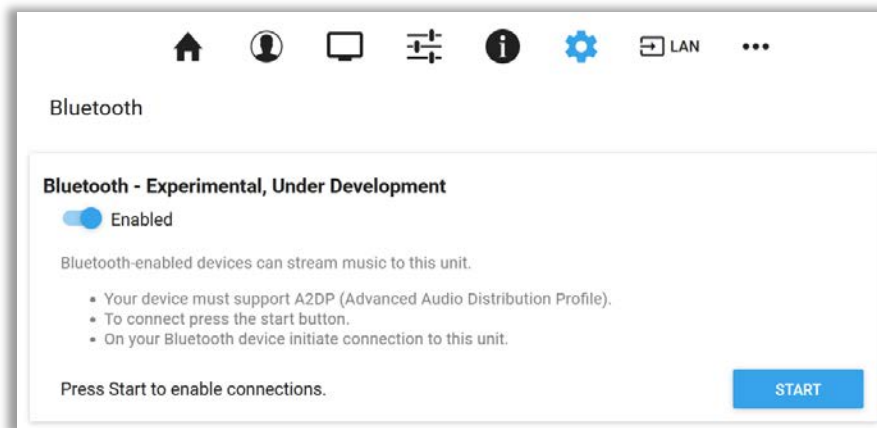 LAN
Bluetooth
Bluetooth - Experimental, Under Development
Enabled
Bluetooth-enabled devices can stream music to this unit.
• Your device must support A2DP (Advanced Audio Distribution Profile).
• To connect press the start button.
• On your Bluetooth device initiate connection to this unit.
Press Start to enable connections.
START